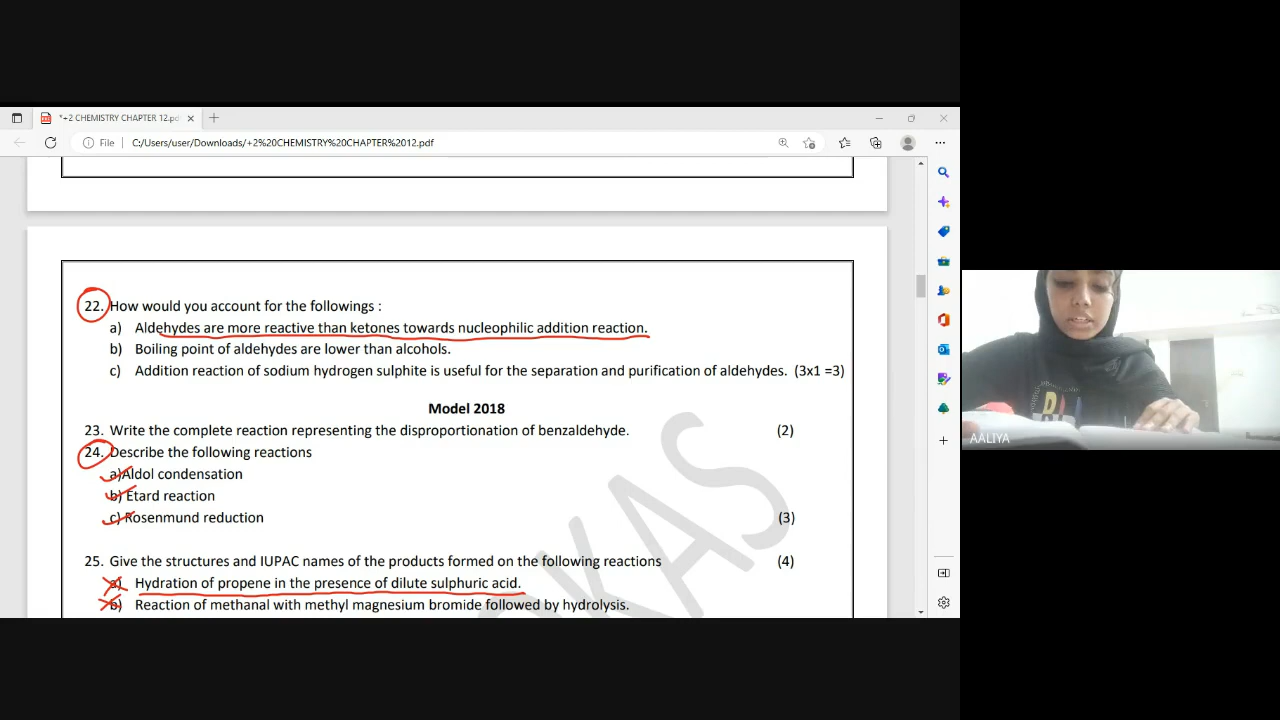 *+2 CHEMISTRY CHAPTER 12.pd
File C:/Users/user/Downloads/+2%20CHEMISTRY%20CHAPTER%2012.pdf
22. How would you account for the followings :
a) Aldehydes are more reactive than ketones towards nucleophilic addition reaction.
b) Boiling point of aldehydes are lower than alcohols.
c) Addition reaction of sodium hydrogen sulphite is useful for the separation and purification of aldehydes. (3x1 =3)
Model 2018
23. Write the complete reaction representing the disproportionation of benzaldehyde. (2)
24. Describe the following reactions
a)Aldol condensation
b) Etard reaction
c) Rosenmund reduction (3)
25. Give the structures and IUPAC names of the products formed on the following reactions (4)
a) Hydration of propene in the presence of dilute sulphuric acid.
b) Reaction of methanal with methyl magnesium bromide followed by hydrolysis.
AALIYA